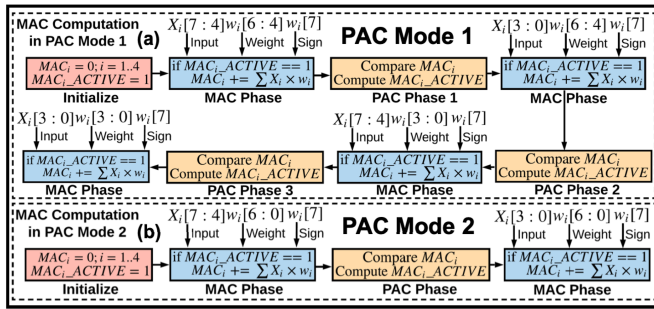 MAC Computation
in PAC Mode 1
(a)
X_i[7 : 4] w_i[6 : 4] w_i[7]
Input Weight Sign
PAC Mode 1
X_i[3 : 0] w_i[6 : 4] w_i[7]
Input Weight Sign
MAC_i = 0; i = 1..4
MAC_i_ACTIVE = 1
Initialize
if MAC_i_ACTIVE == 1
MAC_i += ∑ X_i × w_i
MAC Phase
Compare MAC_i
Compute MAC_i_ACTIVE
PAC Phase 1
if MAC_i_ACTIVE == 1
MAC_i += ∑ X_i × w_i
MAC Phase
X_i[3 : 0] w_i[3 : 0] w_i[7]
Input Weight Sign
X_i[7 : 4] w_i[3 : 0] w_i[7]
Input Weight Sign
if MAC_i_ACTIVE == 1
MAC_i += ∑ X_i × w_i
MAC Phase
Compare MAC_i
Compute MAC_i_ACTIVE
PAC Phase 3
if MAC_i_ACTIVE == 1
MAC_i += ∑ X_i × w_i
MAC Phase
Compare MAC_i
Compute MAC_i_ACTIVE
PAC Phase 2
MAC Computation
in PAC Mode 2
(b)
X_i[7 : 4] w_i[6 : 0] w_i[7]
Input Weight Sign
PAC Mode 2
X_i[3 : 0] w_i[6 : 0] w_i[7]
Input Weight Sign
MAC_i = 0; i = 1..4
MAC_i_ACTIVE = 1
Initialize
if MAC_i_ACTIVE == 1
MAC_i += ∑ X_i × w_i
MAC Phase
Compare MAC_i
Compute MAC_i_ACTIVE
PAC Phase
if MAC_i_ACTIVE == 1
MAC_i += ∑ X_i × w_i
MAC Phase